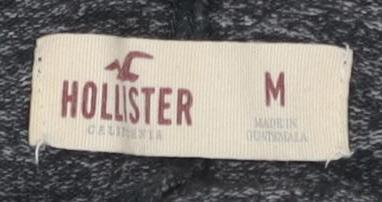 HOLLISTER
CALIFORNIA
M
MADE IN
GUATEMALA